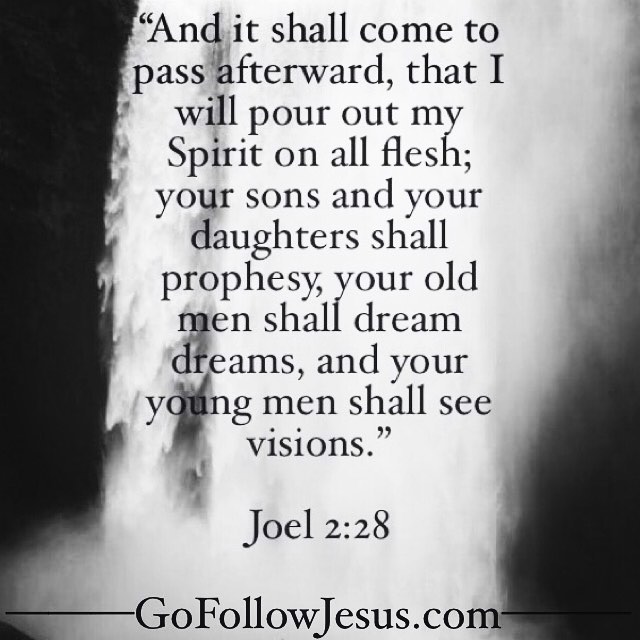 “And it shall come to
pass afterward, that I
will pour out my
Spirit on all flesh;
your sons and your
daughters shall
prophesy, your old
men shall dream
dreams, and your
young men shall see
visions.”
Joel 2:28
GoFollowJesus.com